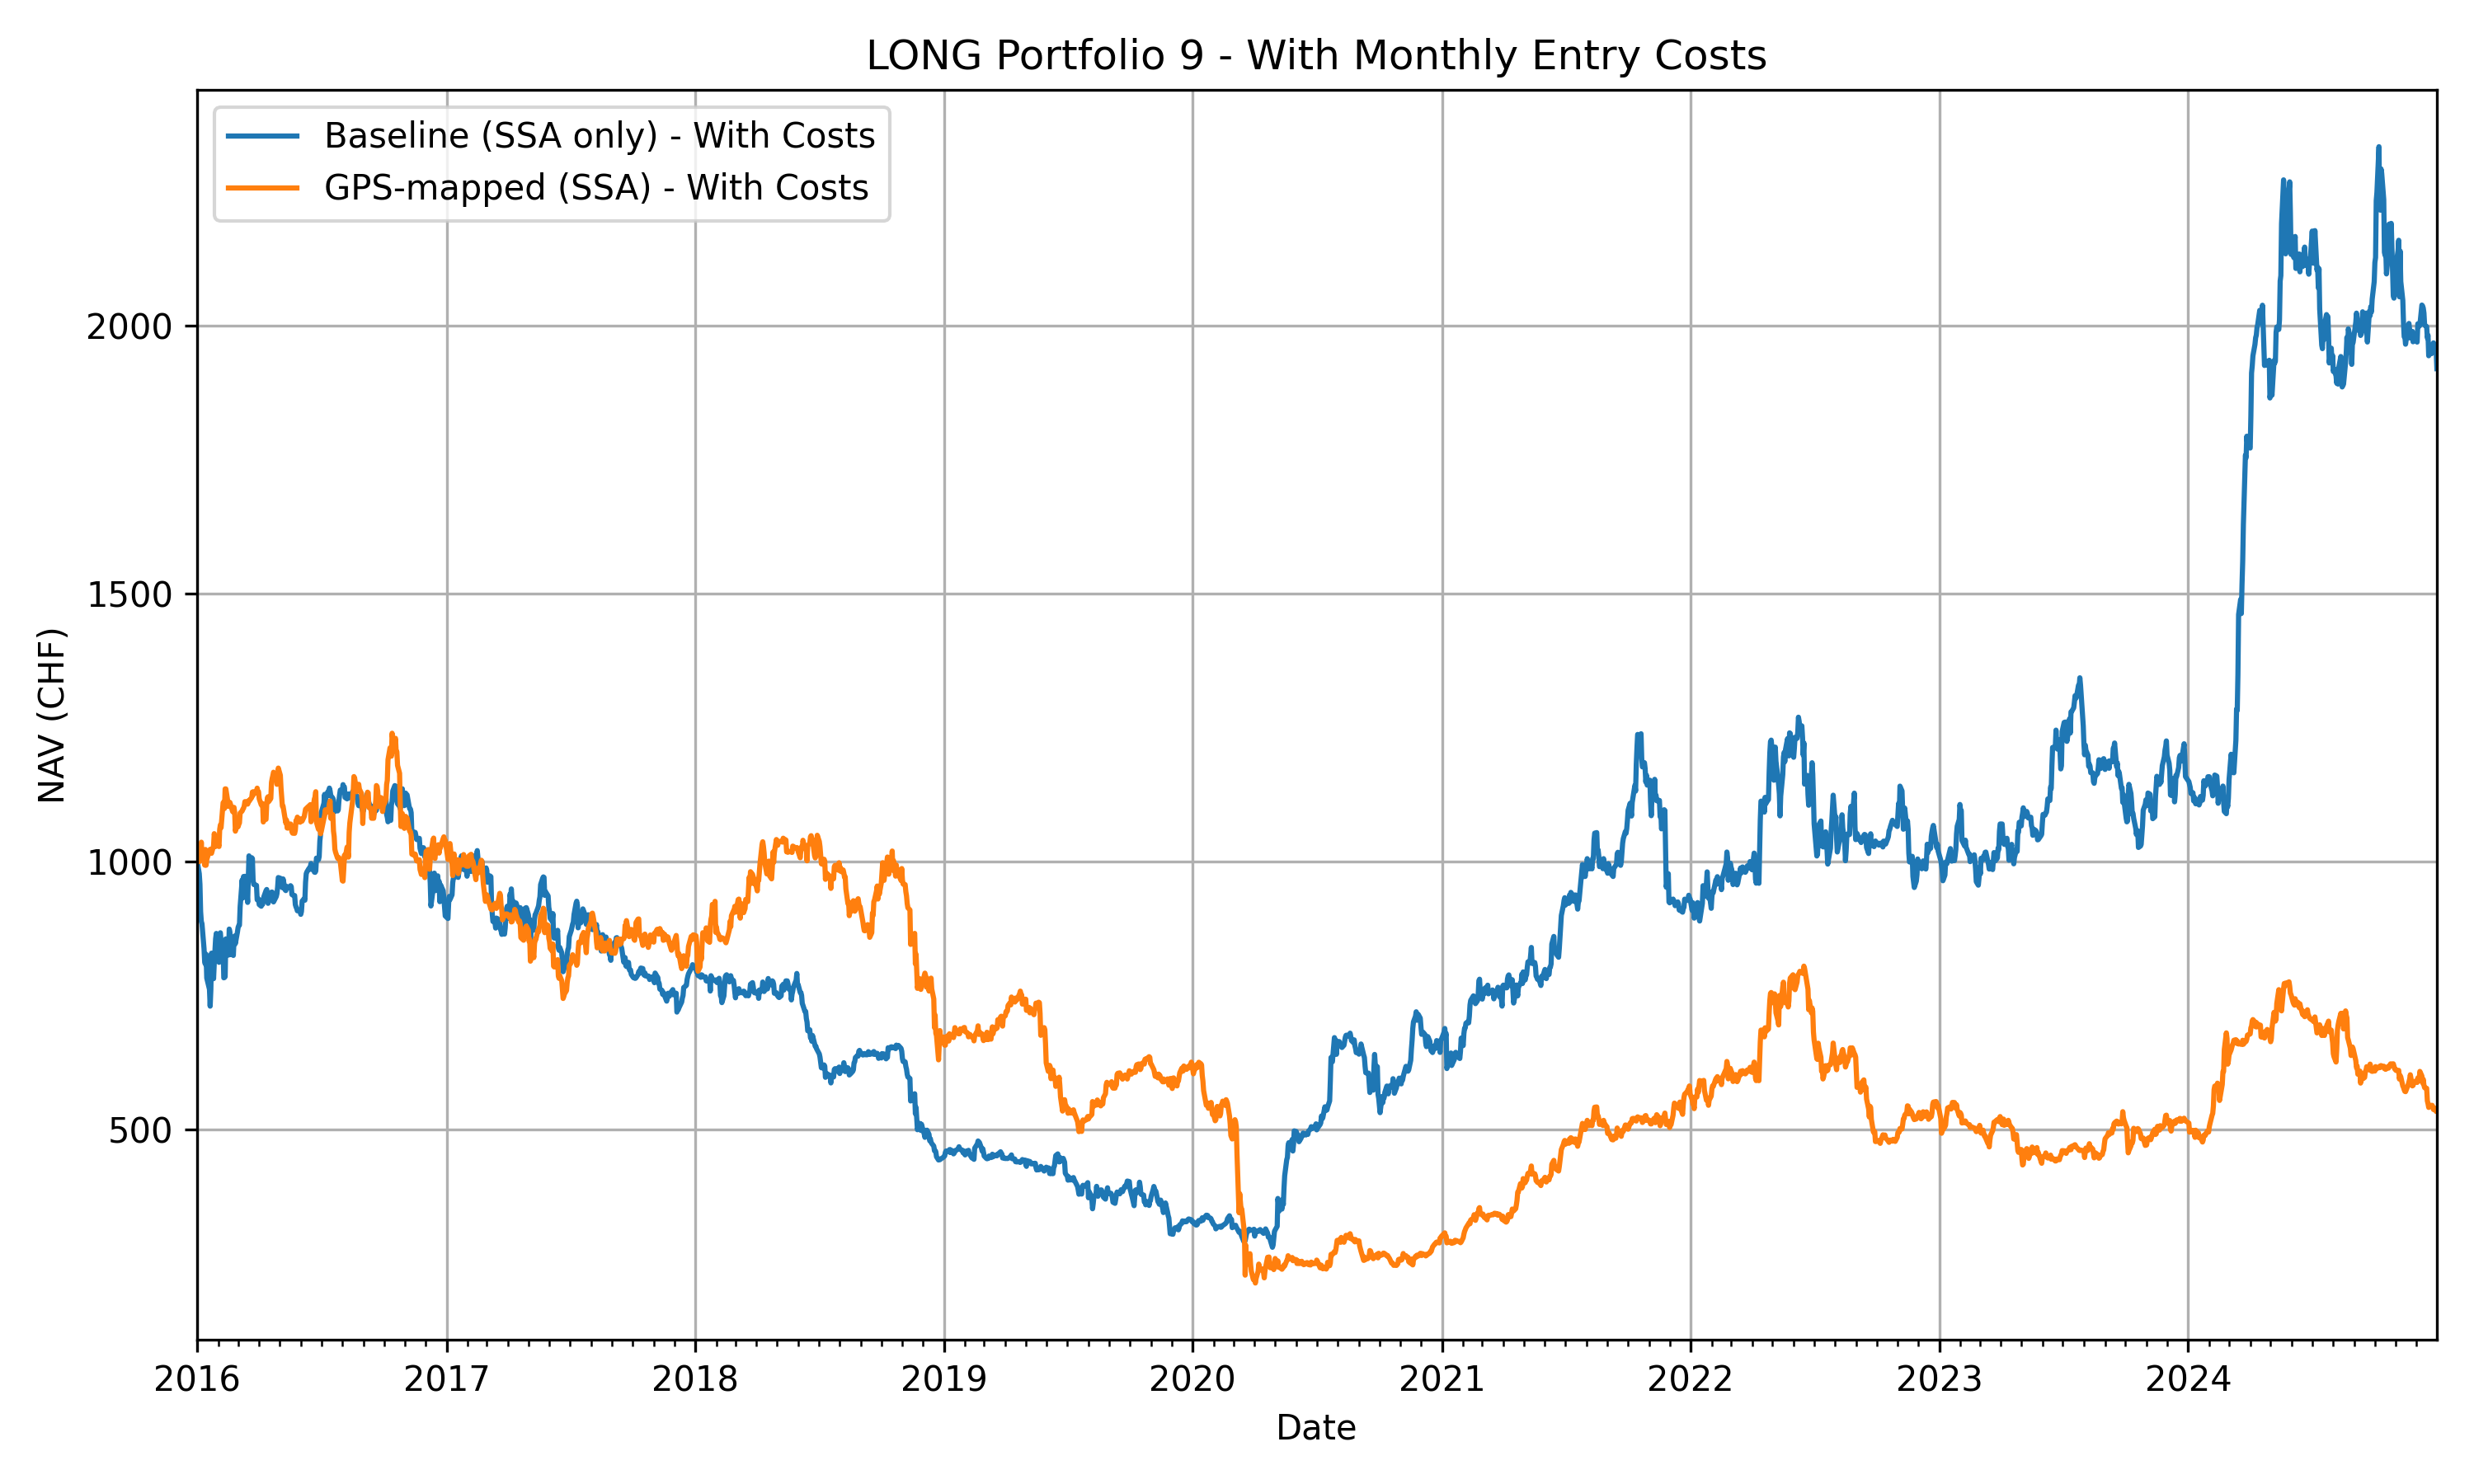 LONG Portfolio 9 - With Monthly Entry Costs
Baseline (SSA only) - With Costs
GPS-mapped (SSA) - With Costs
NAV (CHF)
2000
1500
1000
500
2016 2017 2018 2019 2020 2021 2022 2023 2024
Date